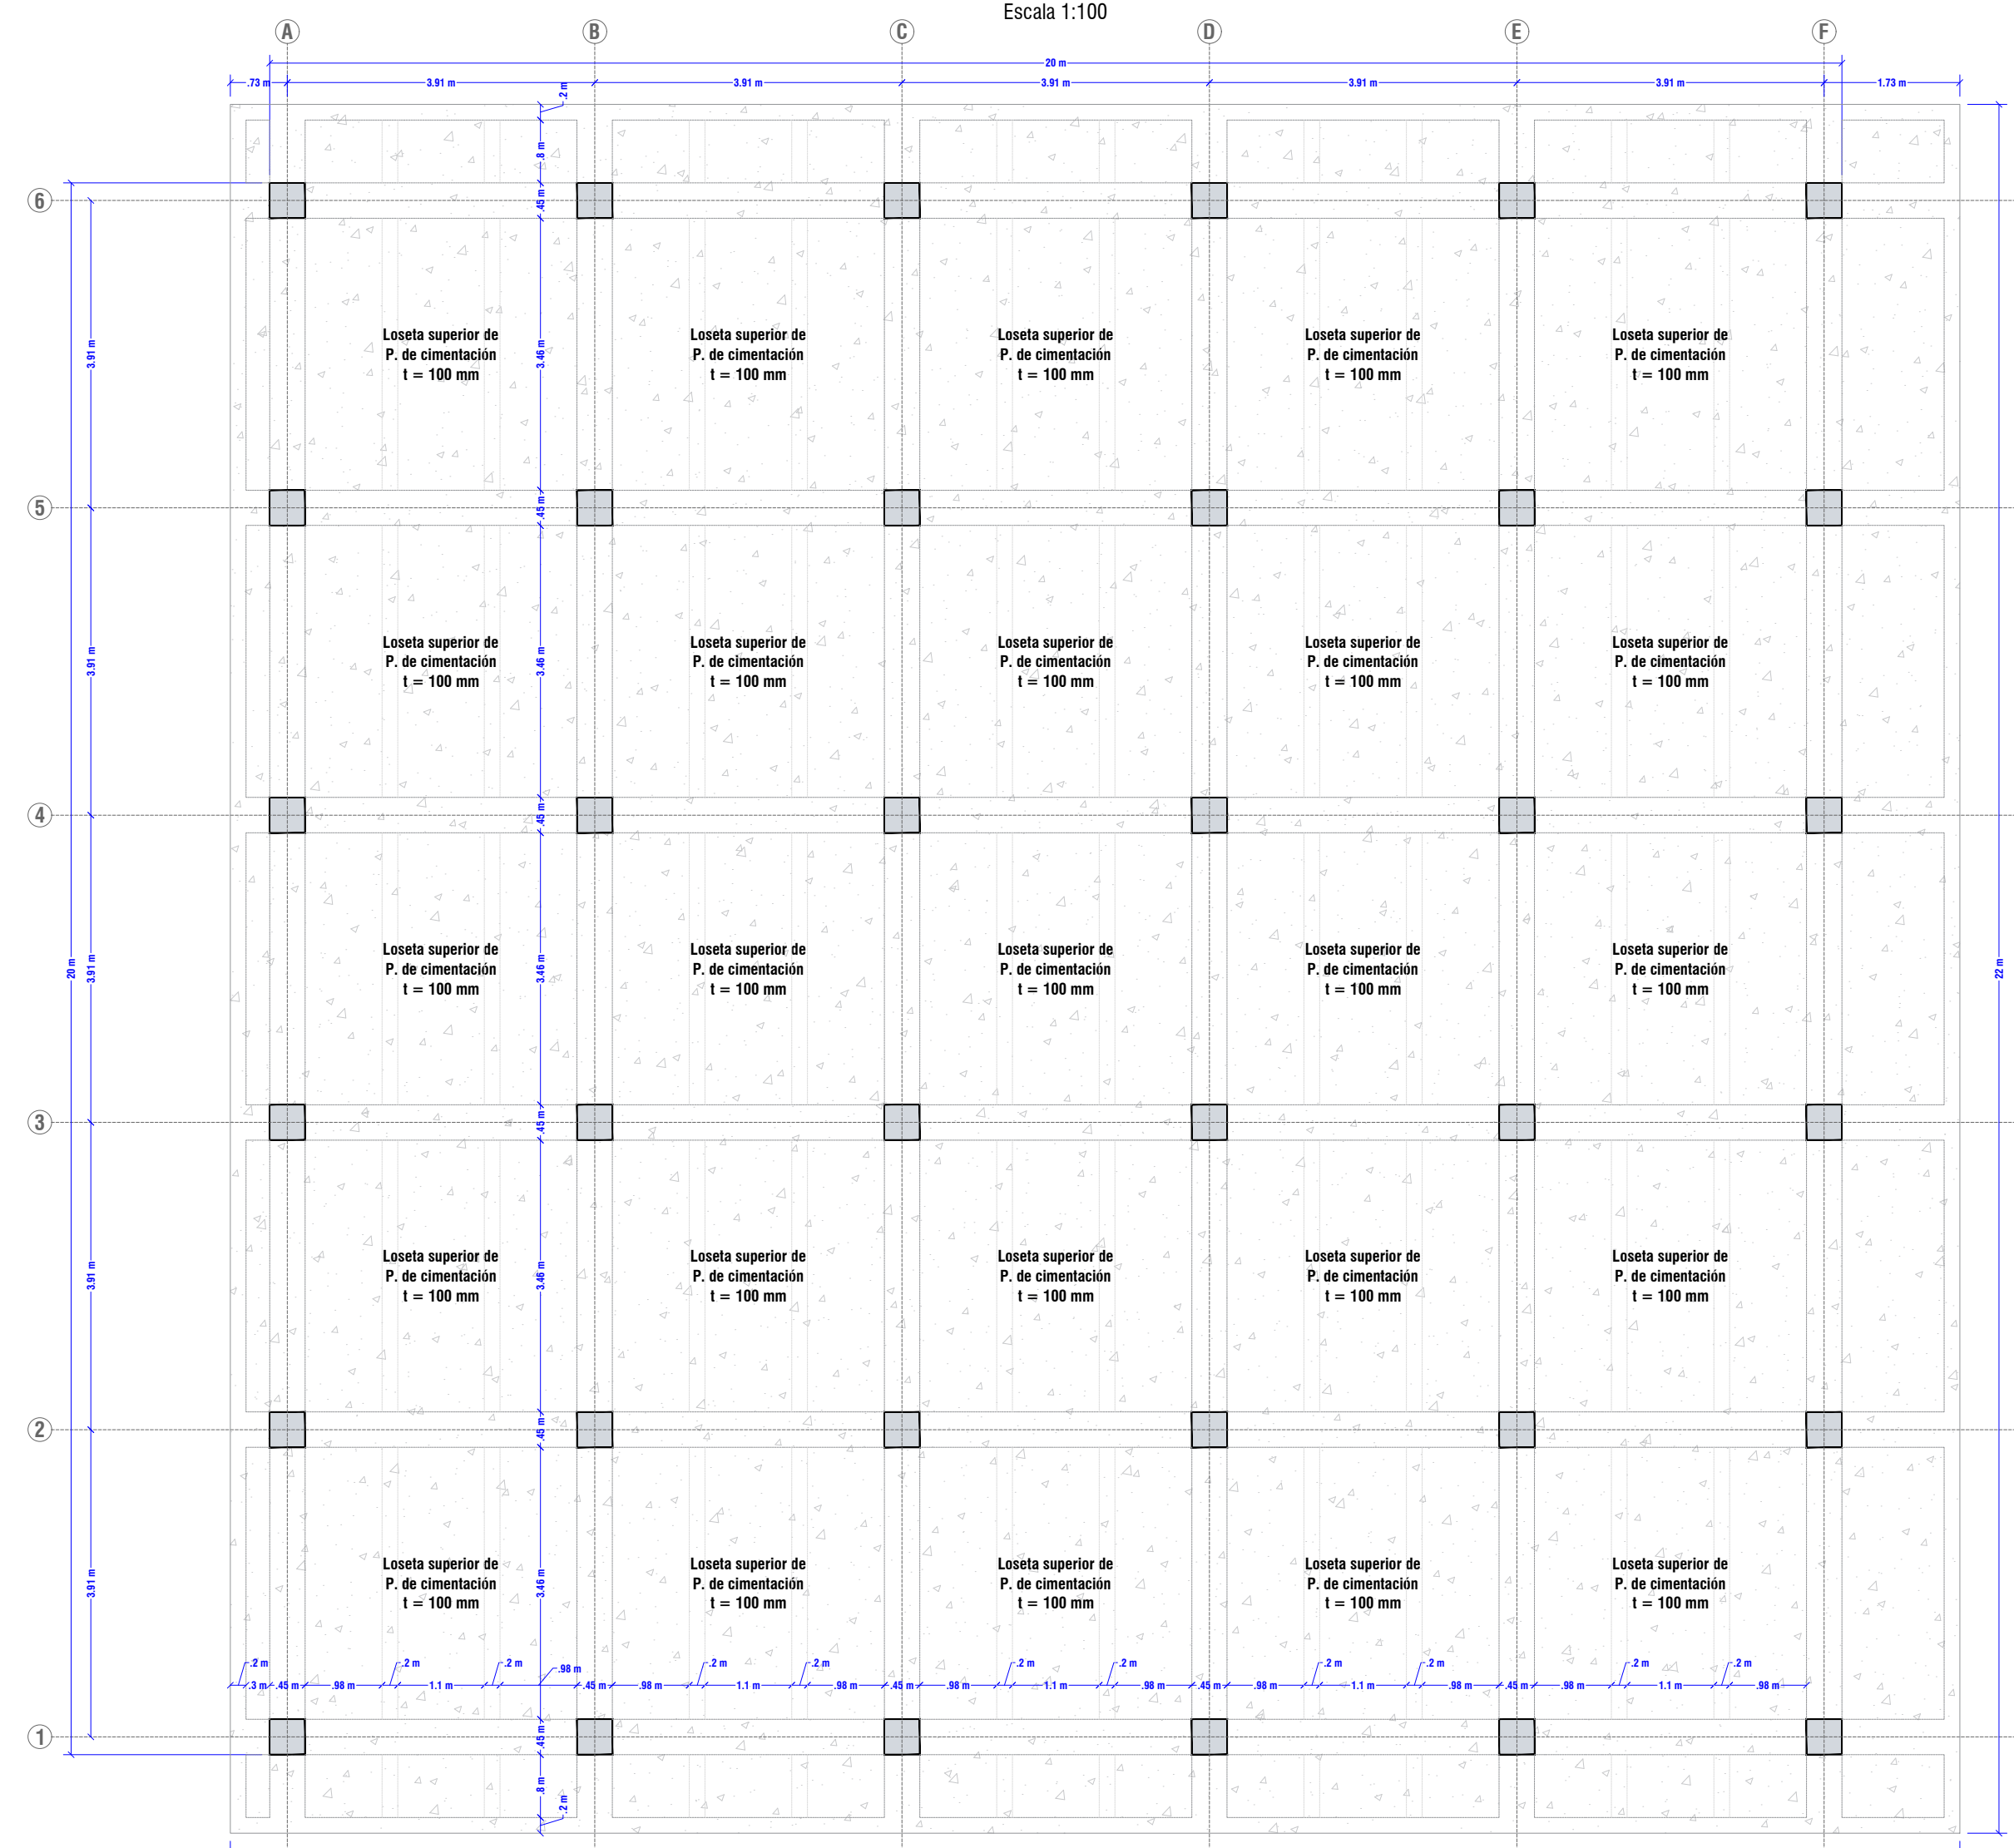 Escala 1:100
A B C D E F
20 m
.73 m 3.91 m 3.91 m 3.91 m 3.91 m 3.91 m 1.73 m
.2 m
.8 m
6
.45 m
Loseta superior de Loseta superior de Loseta superior de Loseta superior de Loseta superior de
P. de cimentación P. de cimentación P. de cimentación P. de cimentación P. de cimentación
t = 100 mm t = 100 mm t = 100 mm t = 100 mm t = 100 mm
3.91 m
3.46 m
5
.45 m
Loseta superior de Loseta superior de Loseta superior de Loseta superior de Loseta superior de
P. de cimentación P. de cimentación P. de cimentación P. de cimentación P. de cimentación
t = 100 mm t = 100 mm t = 100 mm t = 100 mm t = 100 mm
3.91 m
3.46 m
4
.45 m
Loseta superior de Loseta superior de Loseta superior de Loseta superior de Loseta superior de
P. de cimentación P. de cimentación P. de cimentación P. de cimentación P. de cimentación
t = 100 mm t = 100 mm t = 100 mm t = 100 mm t = 100 mm
20 m
3.91 m
3.46 m
22 m
3
.45 m
Loseta superior de Loseta superior de Loseta superior de Loseta superior de Loseta superior de
P. de cimentación P. de cimentación P. de cimentación P. de cimentación P. de cimentación
t = 100 mm t = 100 mm t = 100 mm t = 100 mm t = 100 mm
3.91 m
3.46 m
2
.45 m
Loseta superior de Loseta superior de Loseta superior de Loseta superior de Loseta superior de
P. de cimentación P. de cimentación P. de cimentación P. de cimentación P. de cimentación
t = 100 mm t = 100 mm t = 100 mm t = 100 mm t = 100 mm
3.91 m
3.46 m
.2 m .2 m .2 m .98 m .2 m .2 m .2 m .2 m .2 m .2 m .2 m .2 m
.3 m .45 m .98 m 1.1 m .45 m .98 m 1.1 m .98 m .45 m .98 m 1.1 m .98 m .45 m .98 m 1.1 m .98 m .45 m .98 m 1.1 m .98 m
1
.45 m
.8 m
.2 m